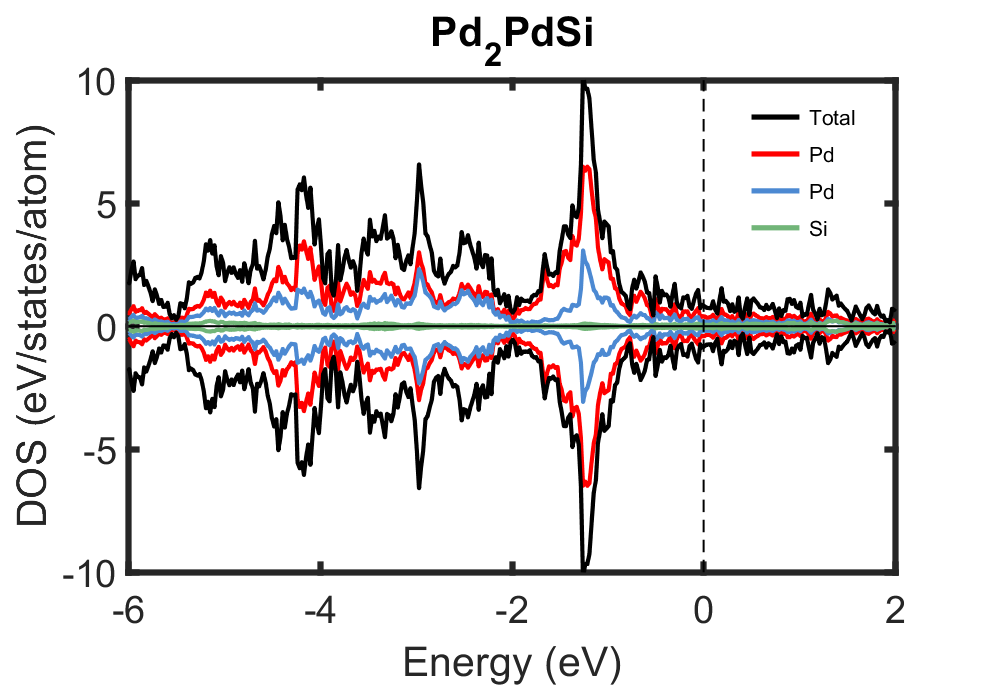 Pd₂PdSi
DOS (eV/states/atom)
10
5
0
-5
-10
Total
Pd
Pd
Si
-6 -4 -2 0 2
Energy (eV)